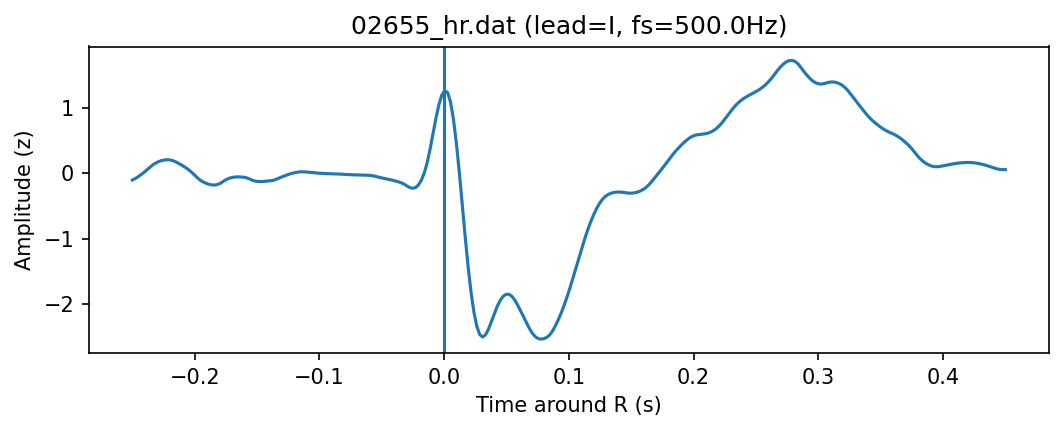 02655_hr.dat (lead=I, fs=500.0Hz)
Amplitude (z)
1
0
−1
−2
−0.2 −0.1 0.0 0.1 0.2 0.3 0.4
Time around R (s)